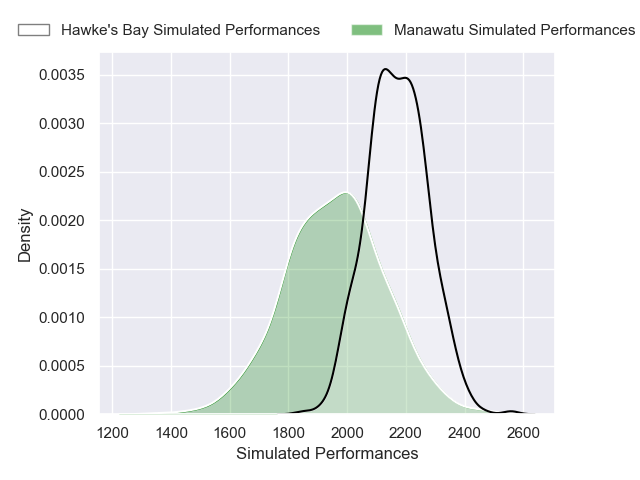 Hawke's Bay Simulated Performances Manawatu Simulated Performances
0.0035
0.0030
0.0025
0.0020
0.0015
0.0010
0.0005
0.0000
Density
1200 1400 1600 1800 2000 2200 2400 2600
Simulated Performances